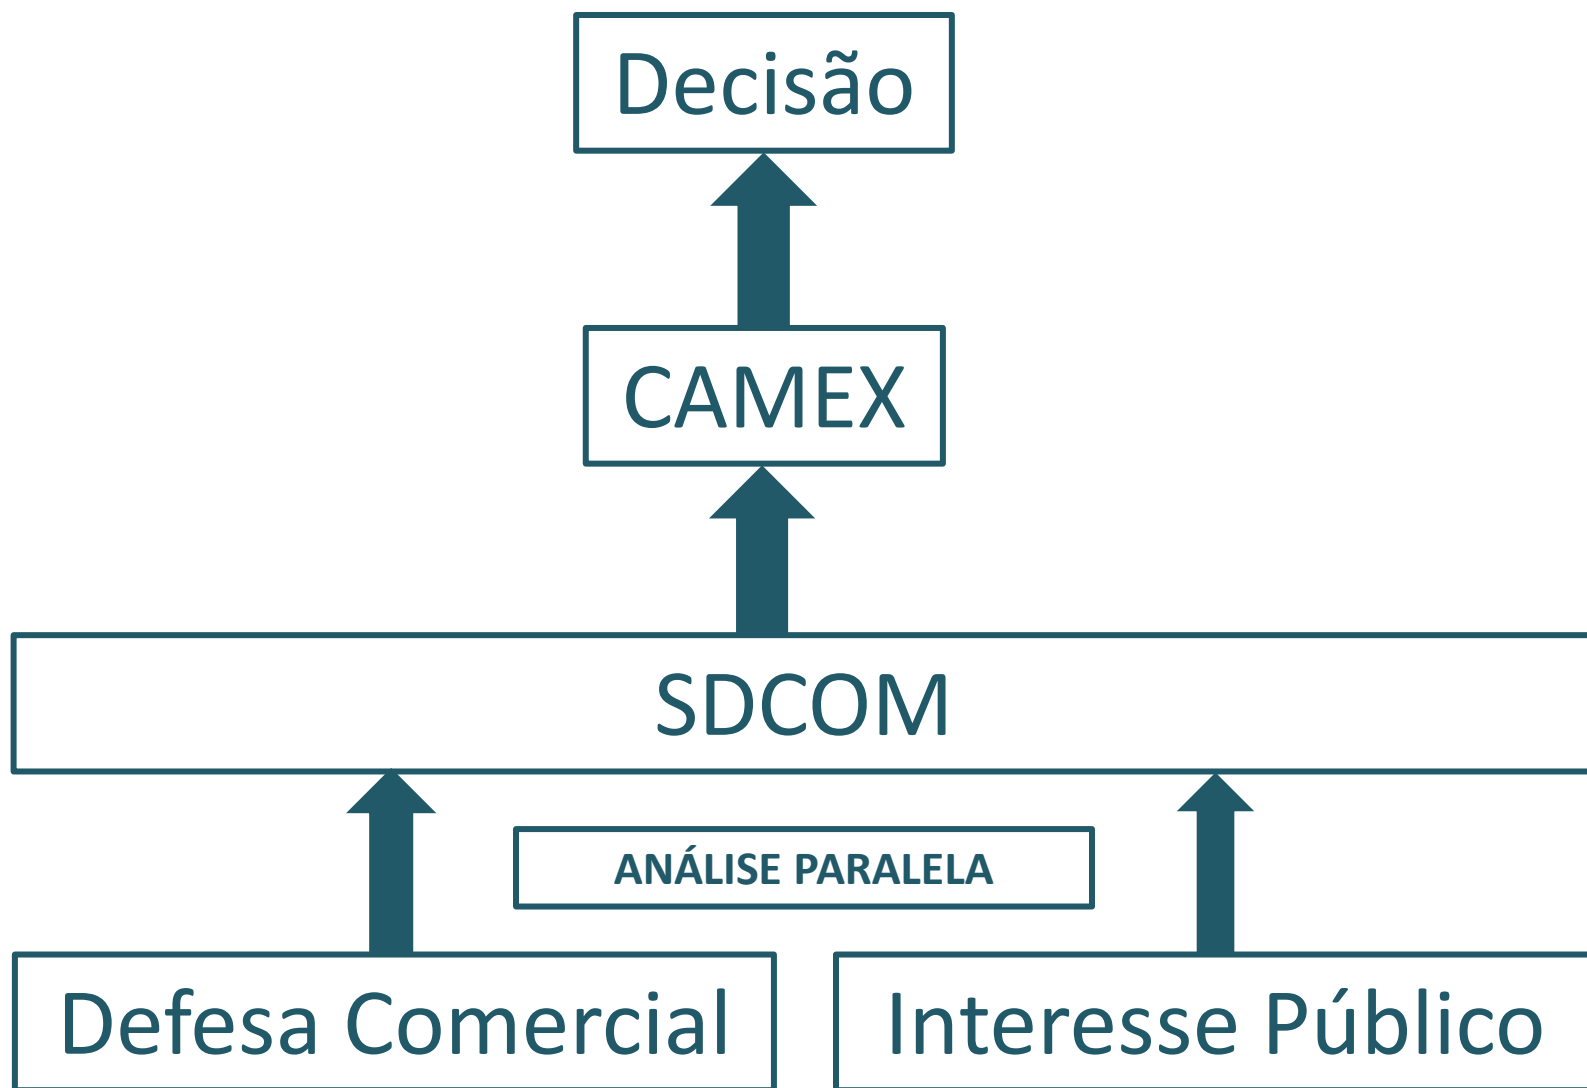 Decisão
CAMEX
SDCOM
ANÁLISE PARALELA
Defesa Comercial
Interesse Público